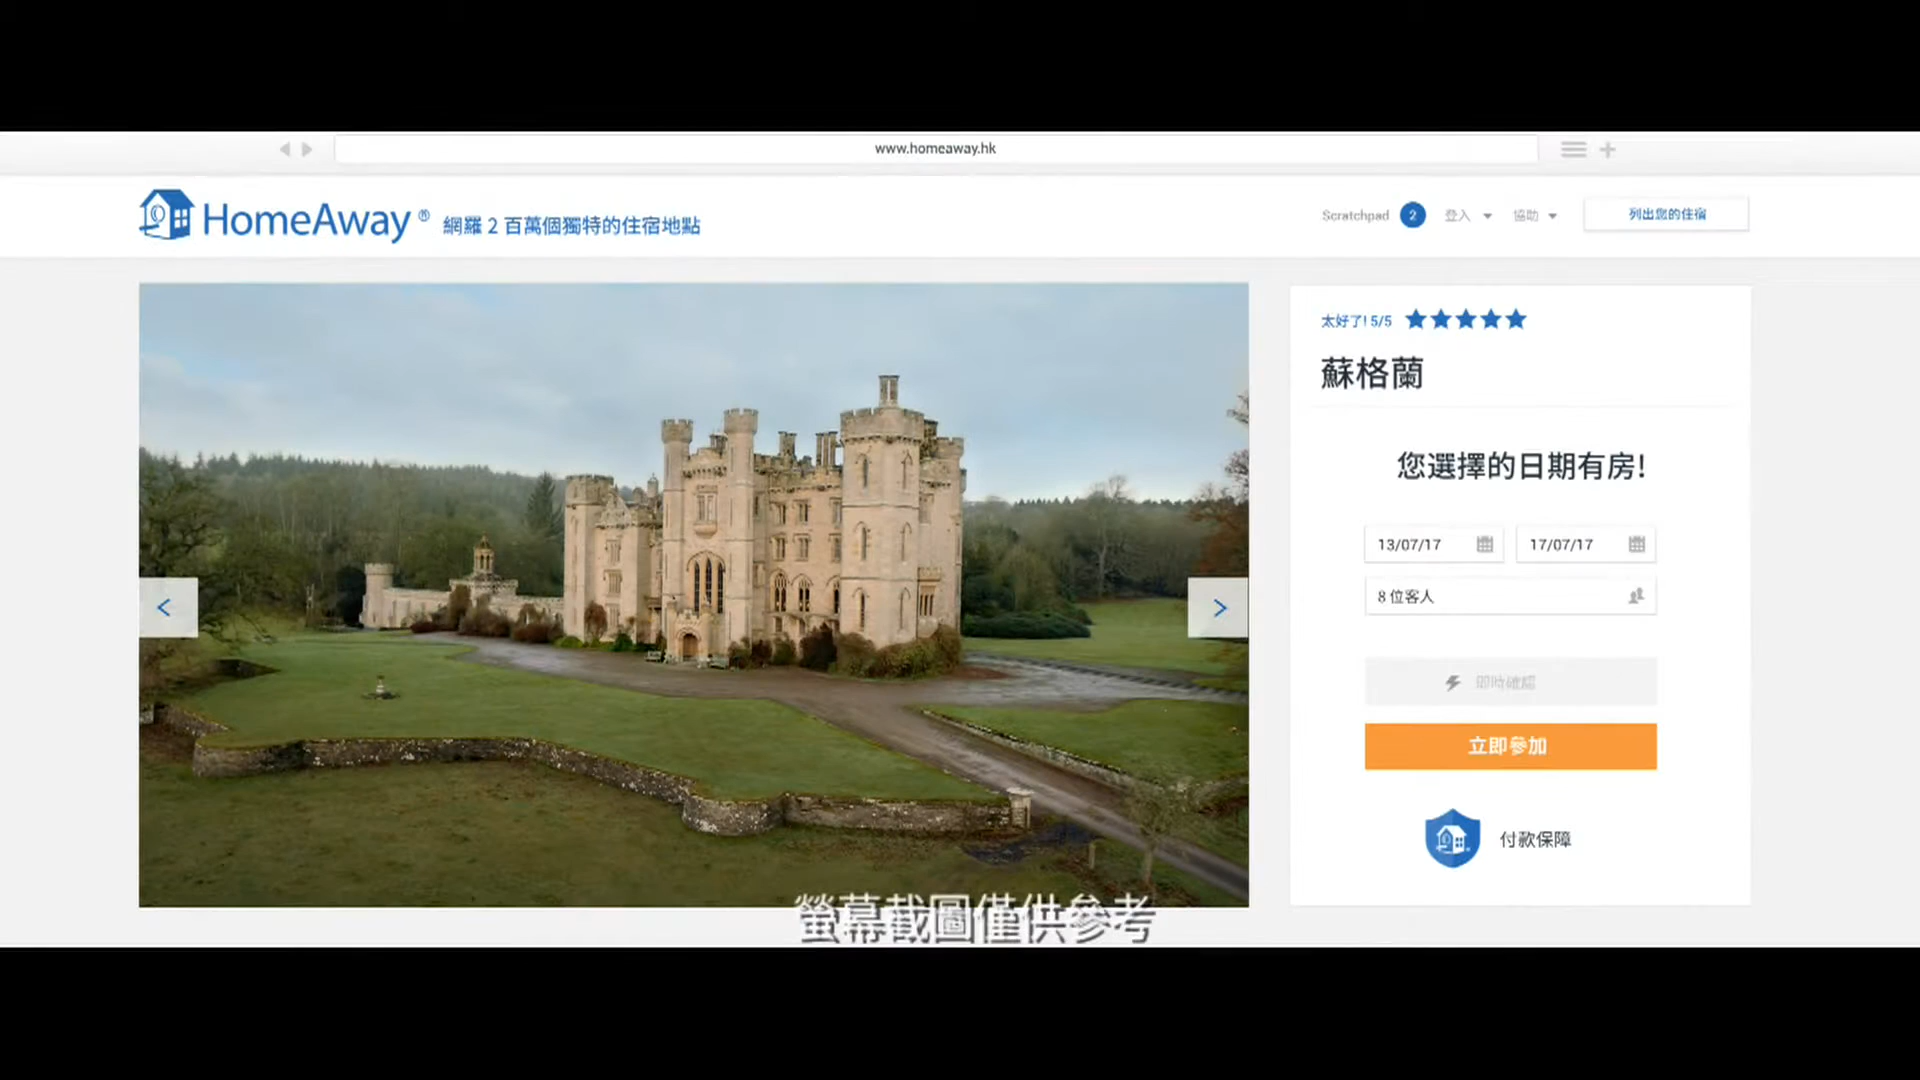 www.homeaway.hk
HomeAway® 網羅 2 百萬個獨特的住宿地點
Scratchpad 2 登入 協助 列出您的住宿
太好了! 5/5
蘇格蘭
您選擇的日期有房!
13/07/17 17/07/17
8 位客人
即時確認
立即參加
付款保障
螢幕截圖僅供參考